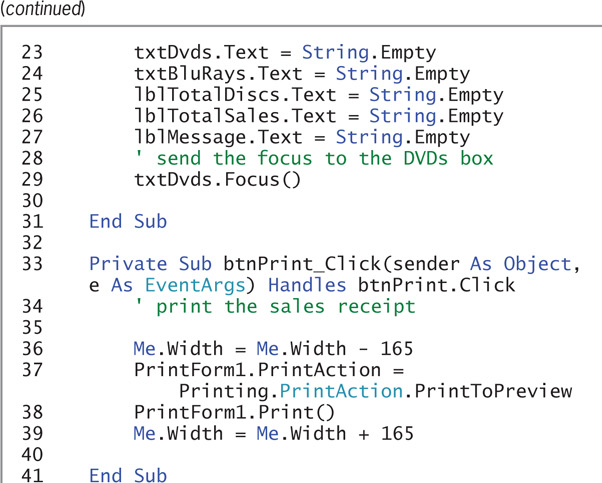 (continued)
23 txtDvds.Text = String.Empty
24 txtBluRays.Text = String.Empty
25 lblTotalDiscs.Text = String.Empty
26 lblTotalSales.Text = String.Empty
27 lblMessage.Text = String.Empty
28 ' send the focus to the DVDs box
29 txtDvds.Focus()
30
31 End Sub
32
33 Private Sub btnPrint_Click(sender As Object,
e As EventArgs) Handles btnPrint.Click
34 ' print the sales receipt
35
36 Me.Width = Me.Width – 165
37 PrintForm1.PrintAction =
Printing.PrintAction.PrintToPreview
38 PrintForm1.Print()
39 Me.Width = Me.Width + 165
40
41 End Sub